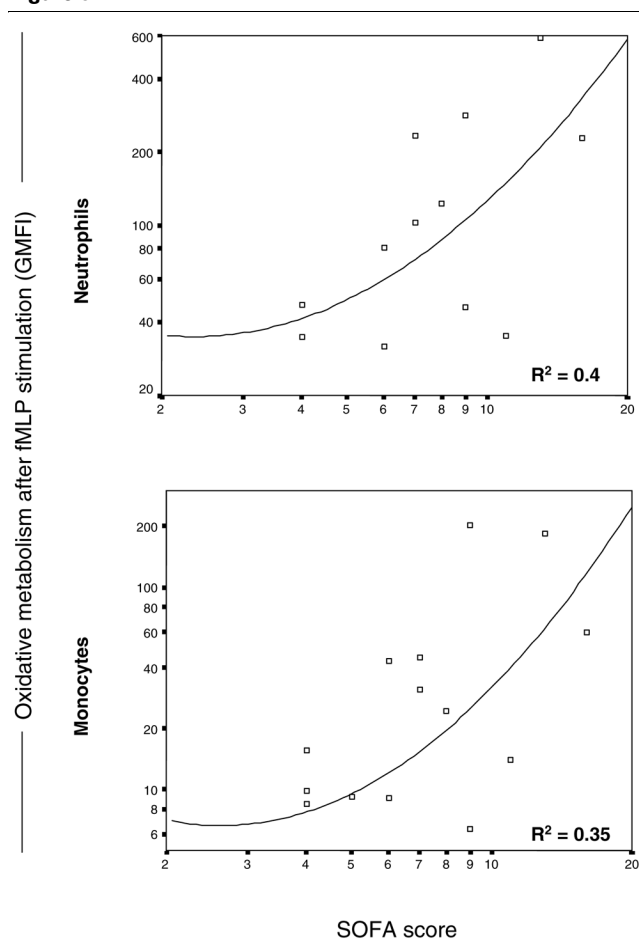 Oxidative metabolism after fMLP stimulation (GMFI)
Neutrophils
600
400
200
100
80
60
40
20
R² = 0.4
2 3 4 5 6 7 8 9 10 20
Monocytes
200
100
80
60
40
20
10
8
6
R² = 0.35
2 3 4 5 6 7 8 9 10 20
SOFA score